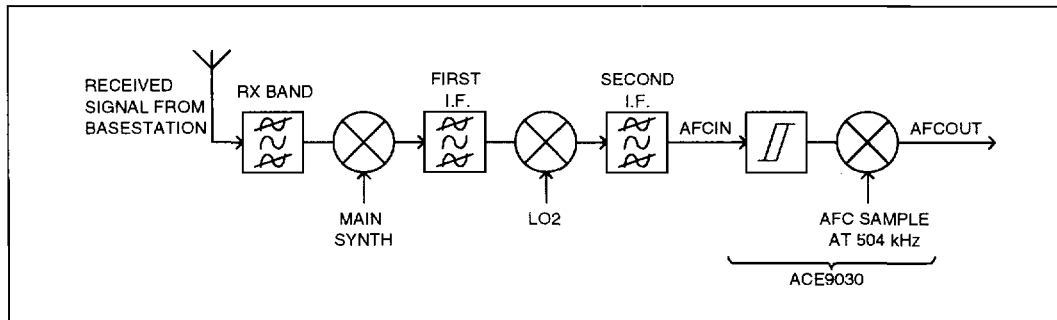 RECEIVED
SIGNAL FROM
BASESTATION
RX BAND
FIRST
I.F.
SECOND
I.F.
AFCIN
AFCOUT
MAIN
SYNTH
LO2
AFC SAMPLE
AT 504 kHz
ACE9030